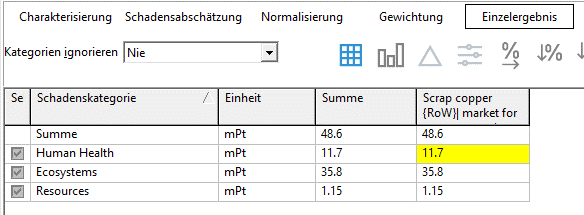 Charakterisierung Schadensabschätzung Normalisierung Gewichtung Einzelergebnis
Kategorien ignorieren Nie
% ↓%
Se Schadenskategorie Einheit Summe Scrap copper
{RoW}| market for
Summe mPt 48.6 48.6
Human Health mPt 11.7 11.7
Ecosystems mPt 35.8 35.8
Resources mPt 1.15 1.15